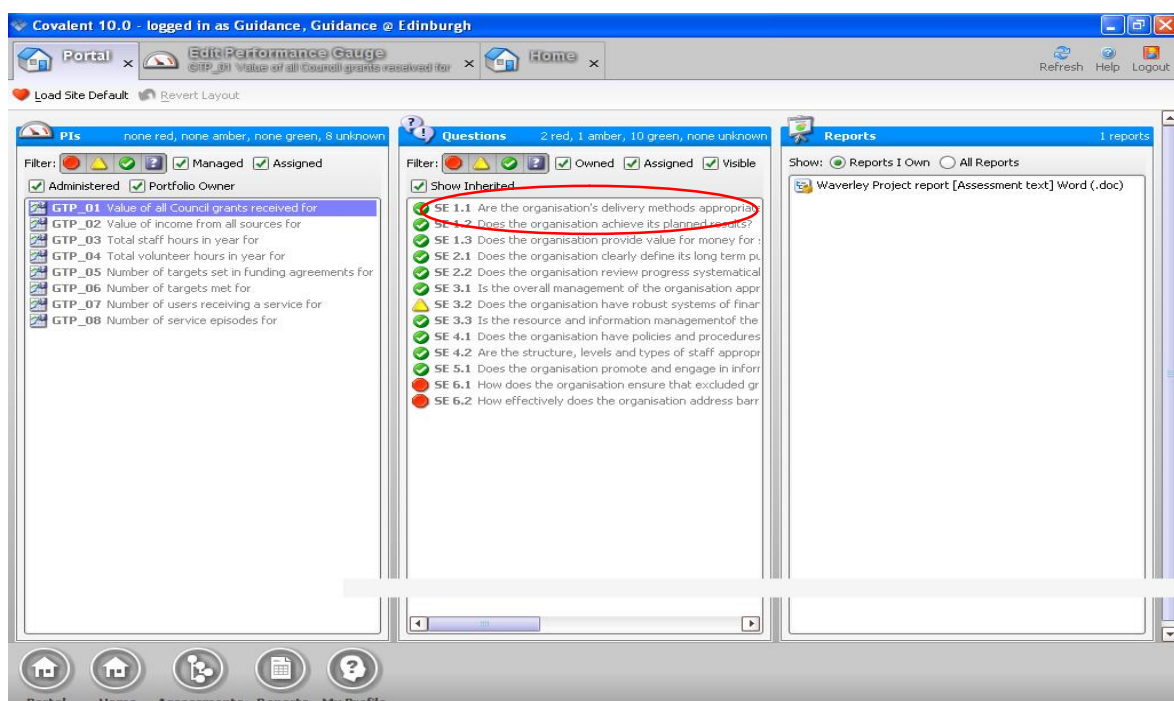 Covalent 10.0 - logged in as Guidance, Guidance @ Edinburgh
Portal
Edit Performance Gauge
GTP_01 Value of all Council grants received for
Home
Refresh Help Logout
Load Site Default Revert Layout
PIs none red, none amber, none green, 8 unknown
Filter: Managed Assigned
Administered Portfolio Owner
GTP_01 Value of all Council grants received for
GTP_02 Value of income from all sources for
GTP_03 Total staff hours in year for
GTP_04 Total volunteer hours in year for
GTP_05 Number of targets set in funding agreements for
GTP_06 Number of targets met for
GTP_07 Number of users receiving a service for
GTP_08 Number of service episodes for
Questions 2 red, 1 amber, 10 green, none unknown
Filter: Owned Assigned Visible
Show Inherited
SE 1.1 Are the organisation's delivery methods appropriate
SE 1.2 Does the organisation achieve its planned results?
SE 1.3 Does the organisation provide value for money for
SE 2.1 Does the organisation clearly define its long term pu
SE 2.2 Does the organisation review progress systematical
SE 3.1 Is the overall management of the organisation appr
SE 3.2 Does the organisation have robust systems of finar
SE 3.3 Is the resource and information managementof the
SE 4.1 Does the organisation have policies and procedures
SE 4.2 Are the structure, levels and types of staff appropr
SE 5.1 Does the organisation promote and engage in inforr
SE 6.1 How does the organisation ensure that excluded gr
SE 6.2 How effectively does the organisation address barr
Reports 1 reports
Show: Reports I Own All Reports
Waverley Project report [Assessment text] Word (.doc)
Portal Home Assessments Reports My Profile